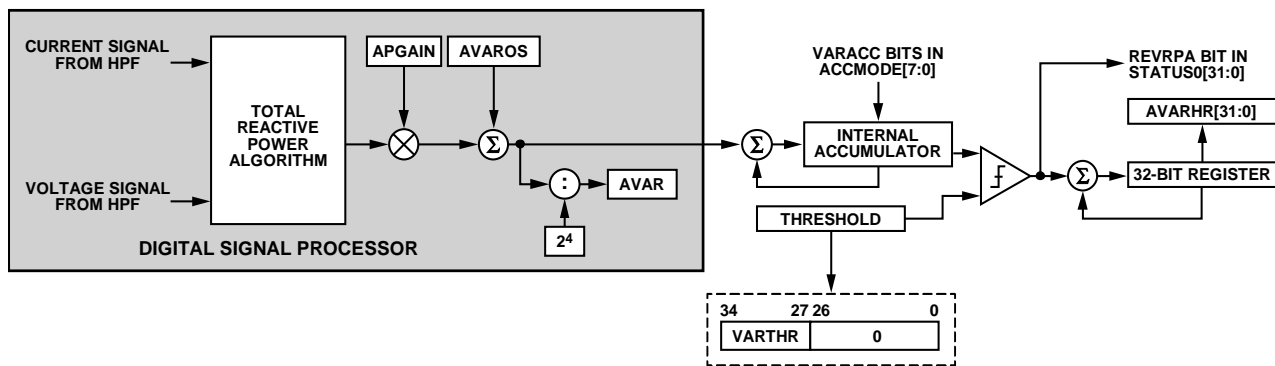 CURRENT SIGNAL
FROM HPF
VOLTAGE SIGNAL
FROM HPF
TOTAL
REACTIVE
POWER
ALGORITHM
APGAIN
AVAROS
Σ
:
AVAR
2⁴
DIGITAL SIGNAL PROCESSOR
VARACC BITS IN
ACCMODE[7:0]
Σ
INTERNAL
ACCUMULATOR
THRESHOLD
34 27 26 0
VARTHR 0
REVRPA BIT IN
STATUS0[31:0]
AVARHR[31:0]
Σ
32-BIT REGISTER